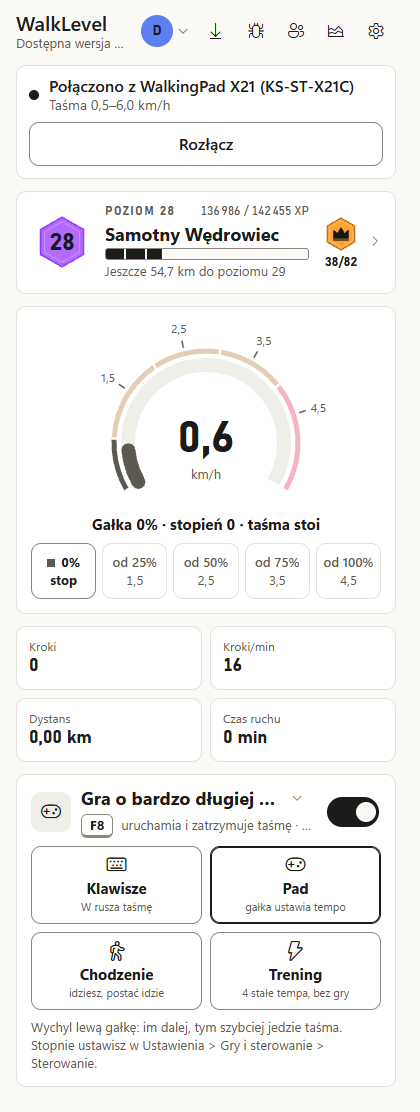 WalkLevel
Dostępna wersja ...
D
Połączono z WalkingPad X21 (KS-ST-X21C)
Taśma 0,5–6,0 km/h
Rozłącz
28
POZIOM 28
136 986 / 142 455 XP
Samotny Wędrowiec
Jeszcze 54,7 km do poziomu 29
38/82
1,5
2,5
3,5
4,5
0,6
km/h
Gałka 0% · stopień 0 · taśma stoi
0%
stop
od 25%
1,5
od 50%
2,5
od 75%
3,5
od 100%
4,5
Kroki
0
Kroki/min
16
Dystans
0,00 km
Czas ruchu
0 min
Gra o bardzo długiej ...
F8 uruchamia i zatrzymuje taśmę · ...
Klawisze
W rusza taśmę
Pad
gałka ustawia tempo
Chodzenie
idziesz, postać idzie
Trening
4 stałe tempa, bez gry
Wychyl lewą gałkę: im dalej, tym szybciej jedzie taśma.
Stopnie ustawisz w Ustawienia > Gry i sterowanie >
Sterowanie.